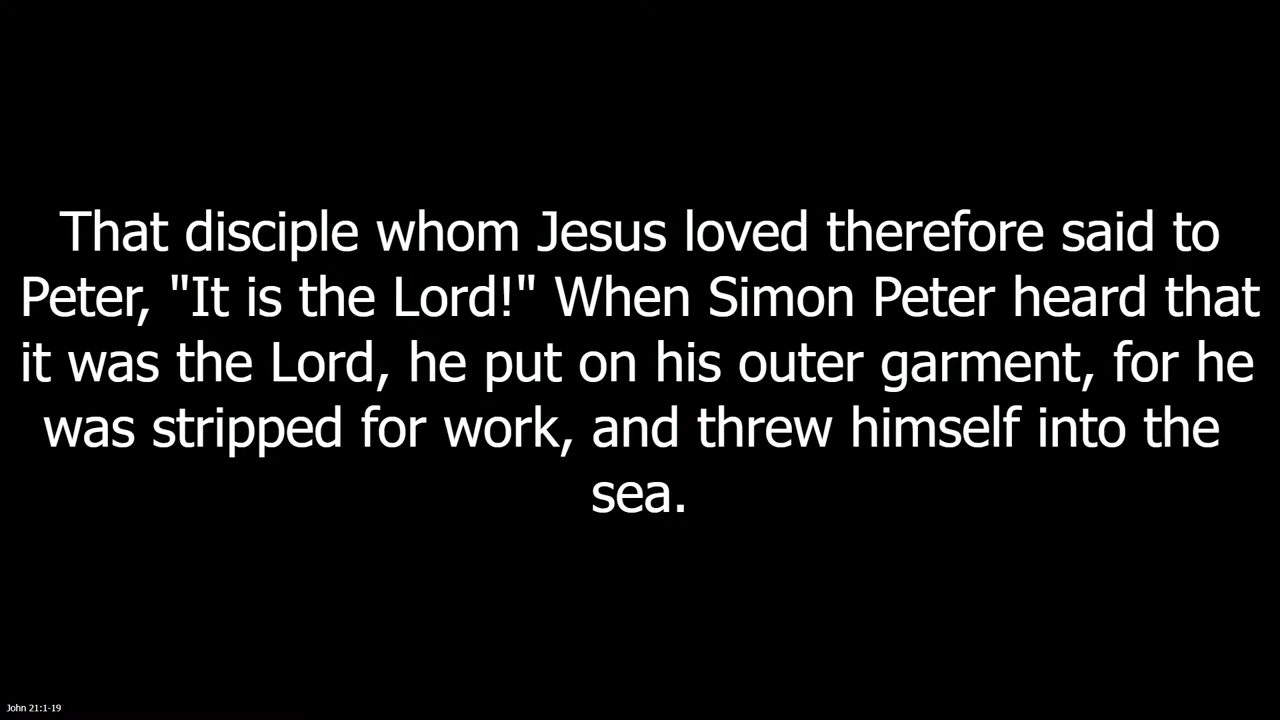 That disciple whom Jesus loved therefore said to
Peter, "It is the Lord!" When Simon Peter heard that
it was the Lord, he put on his outer garment, for he
was stripped for work, and threw himself into the
sea.
John 21:1-19